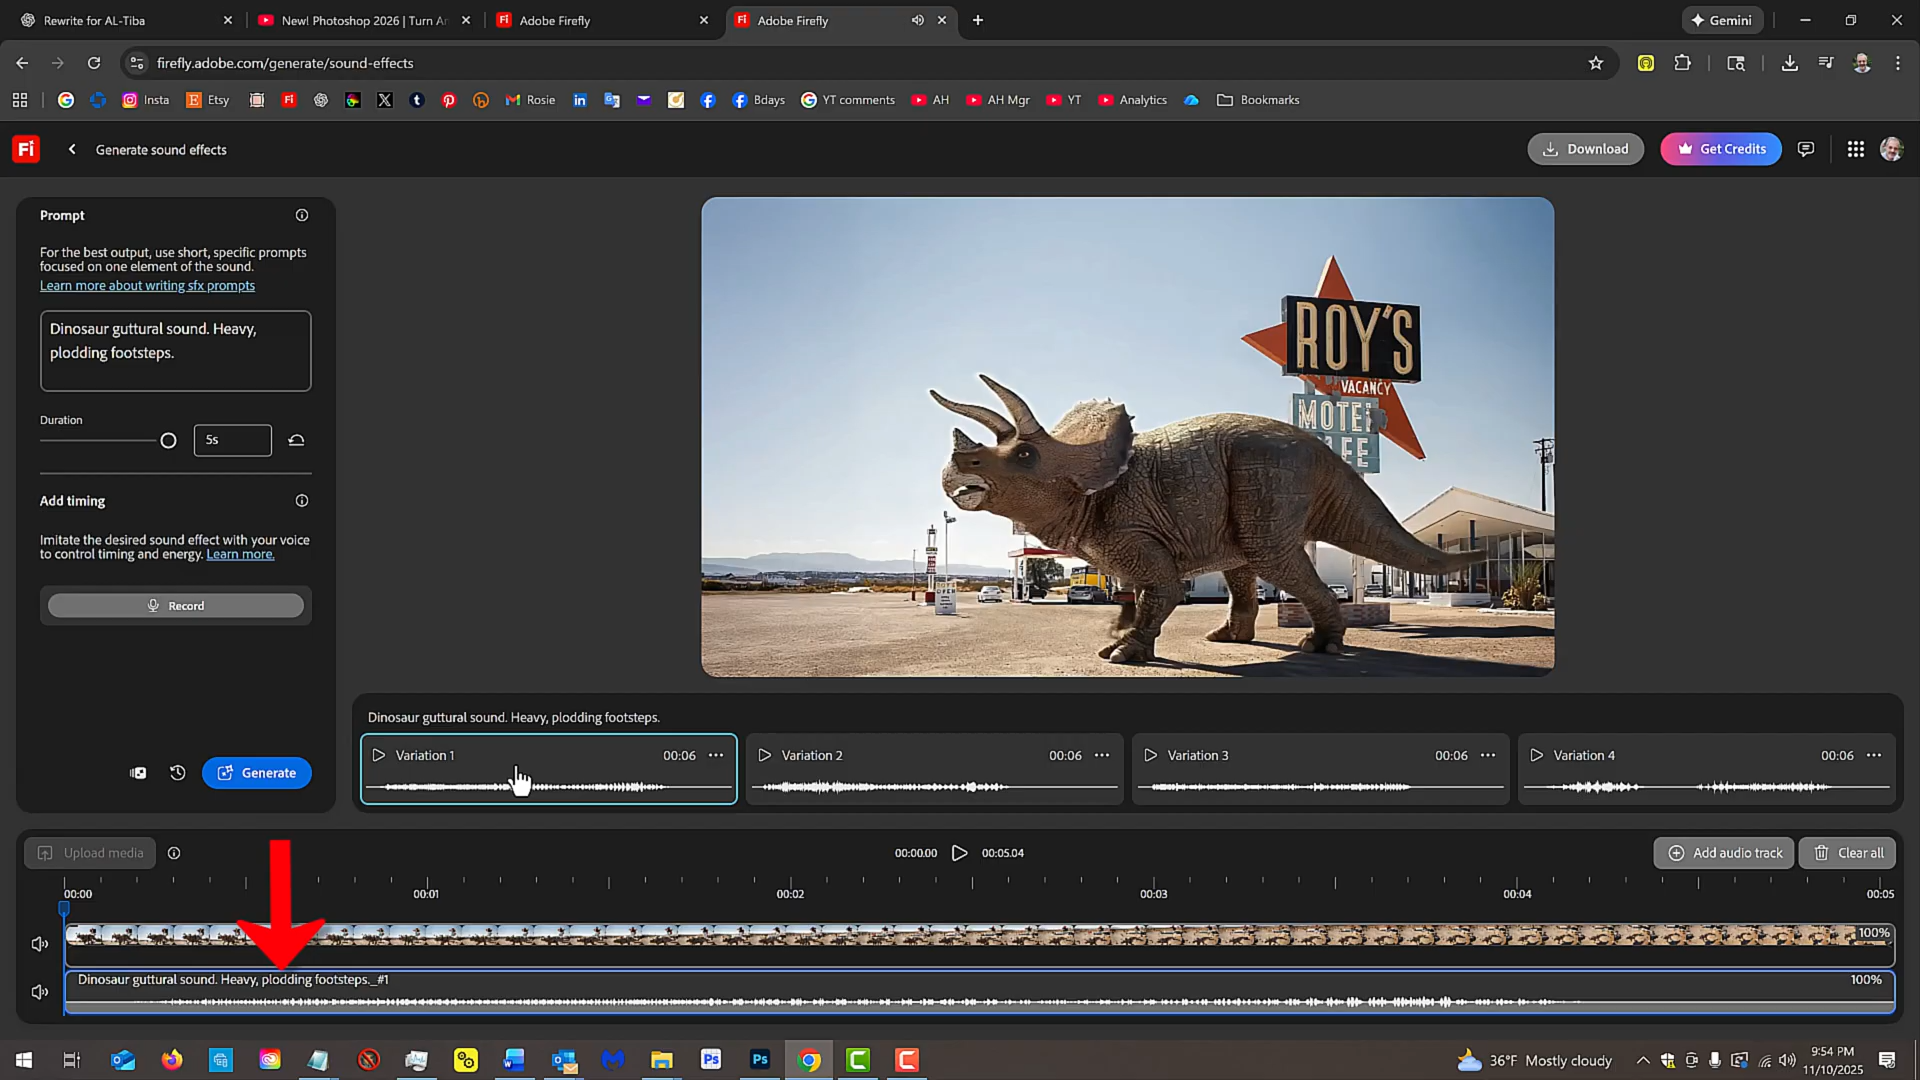 Rewrite for AL-Tiba
New! Photoshop 2026 | Turn Ar
Adobe Firefly
Adobe Firefly
Gemini
firefly.adobe.com/generate/sound-effects
Insta
Etsy
Rosie
Bdays
YT comments
AH
AH Mgr
YT
Analytics
Bookmarks
Fi
Generate sound effects
Download
Get Credits
Prompt
For the best output, use short, specific prompts
focused on one element of the sound.
Learn more about writing sfx prompts
Dinosaur guttural sound. Heavy,
plodding footsteps.
Duration
5s
Add timing
Imitate the desired sound effect with your voice
to control timing and energy. Learn more.
Record
Generate
ROY'S
VACANCY
MOTE
FE
Dinosaur guttural sound. Heavy, plodding footsteps.
Variation 1 00:06
Variation 2 00:06
Variation 3 00:06
Variation 4 00:06
Upload media
00:00.00
00:05.04
Add audio track
Clear all
00:00 00:01 00:02 00:03 00:04 00:05
100%
Dinosaur guttural sound. Heavy, plodding footsteps._#1
100%
36°F Mostly cloudy
9:54 PM
11/10/2025